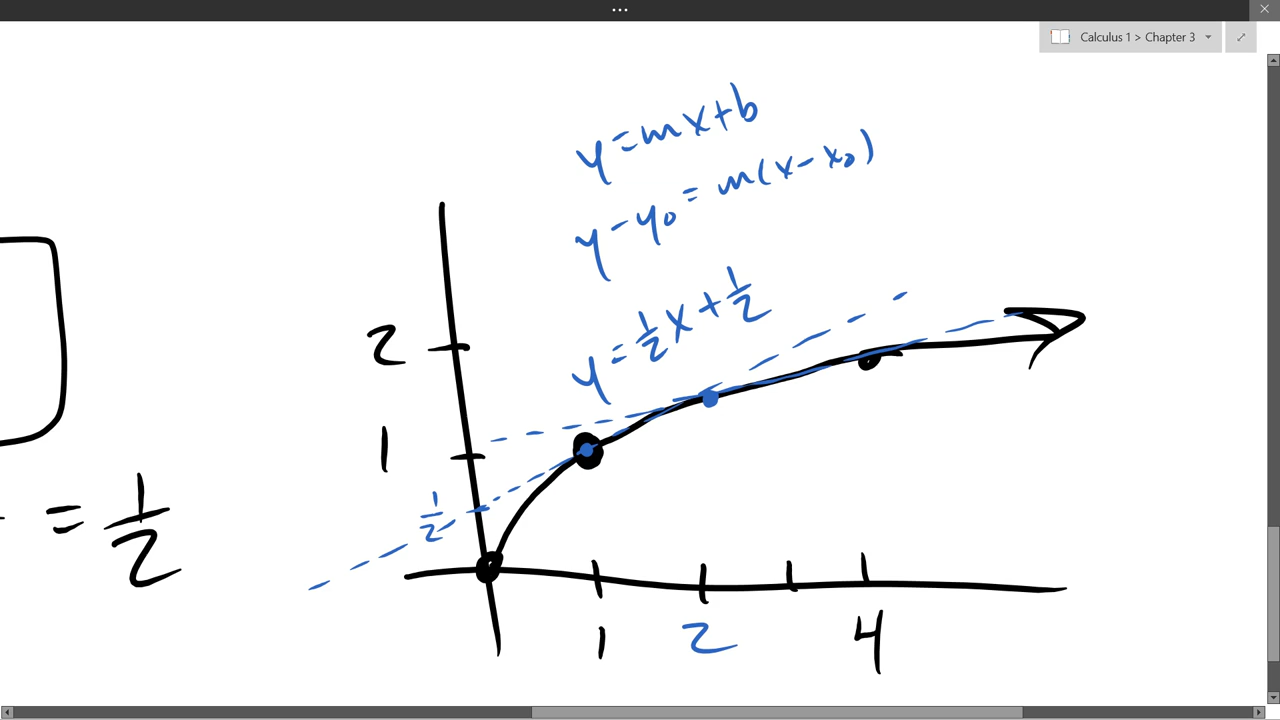 Calculus 1 > Chapter 3
y = mx + b
y - y₀ = m(x - x₀)
y = 1/2 x + 1/2
2
1
1/2
= 1/2
1 2 4